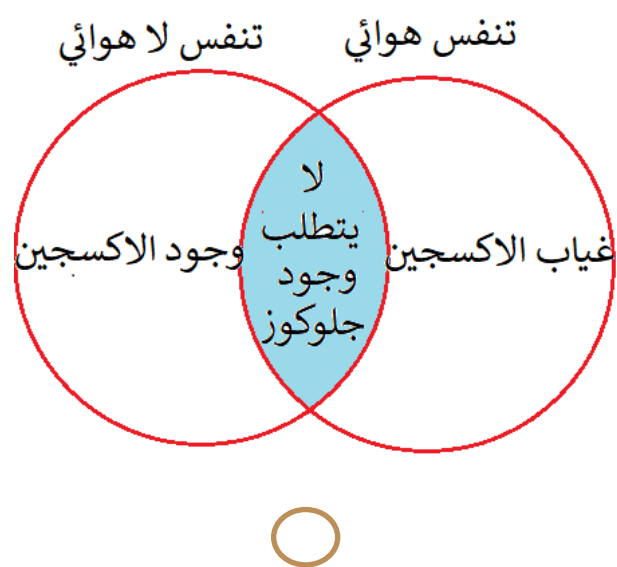 تنفس هوائي
تنفس لا هوائي
غياب الاكسجين
لا
يتطلب
وجود
جلوكوز
وجود الاكسجين